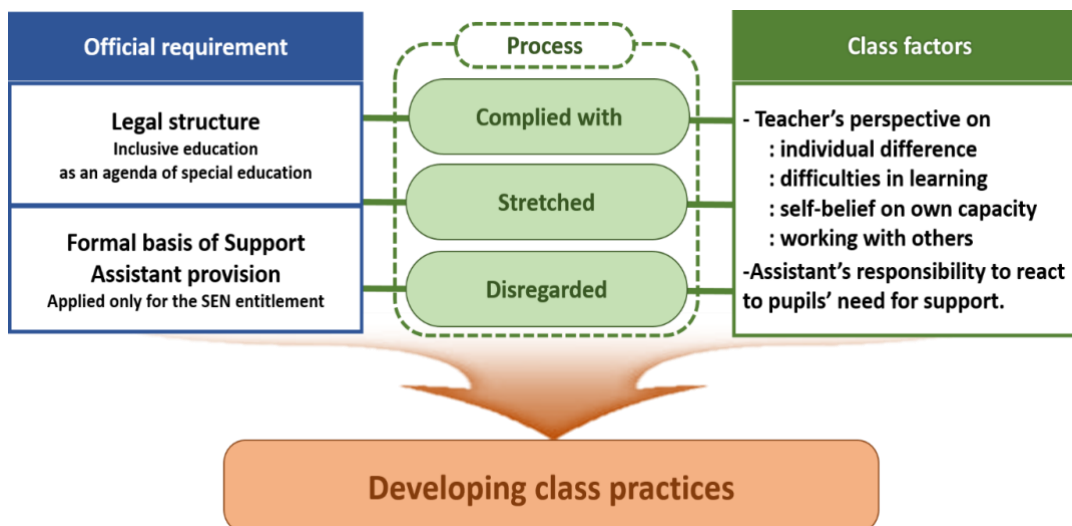 Official requirement
Legal structure
Inclusive education
as an agenda of special education
Formal basis of Support
Assistant provision
Applied only for the SEN entitlement
Process
Complied with
Stretched
Disregarded
Class factors
- Teacher's perspective on
: individual difference
: difficulties in learning
: self-belief on own capacity
: working with others
-Assistant's responsibility to react
to pupils' need for support.
Developing class practices